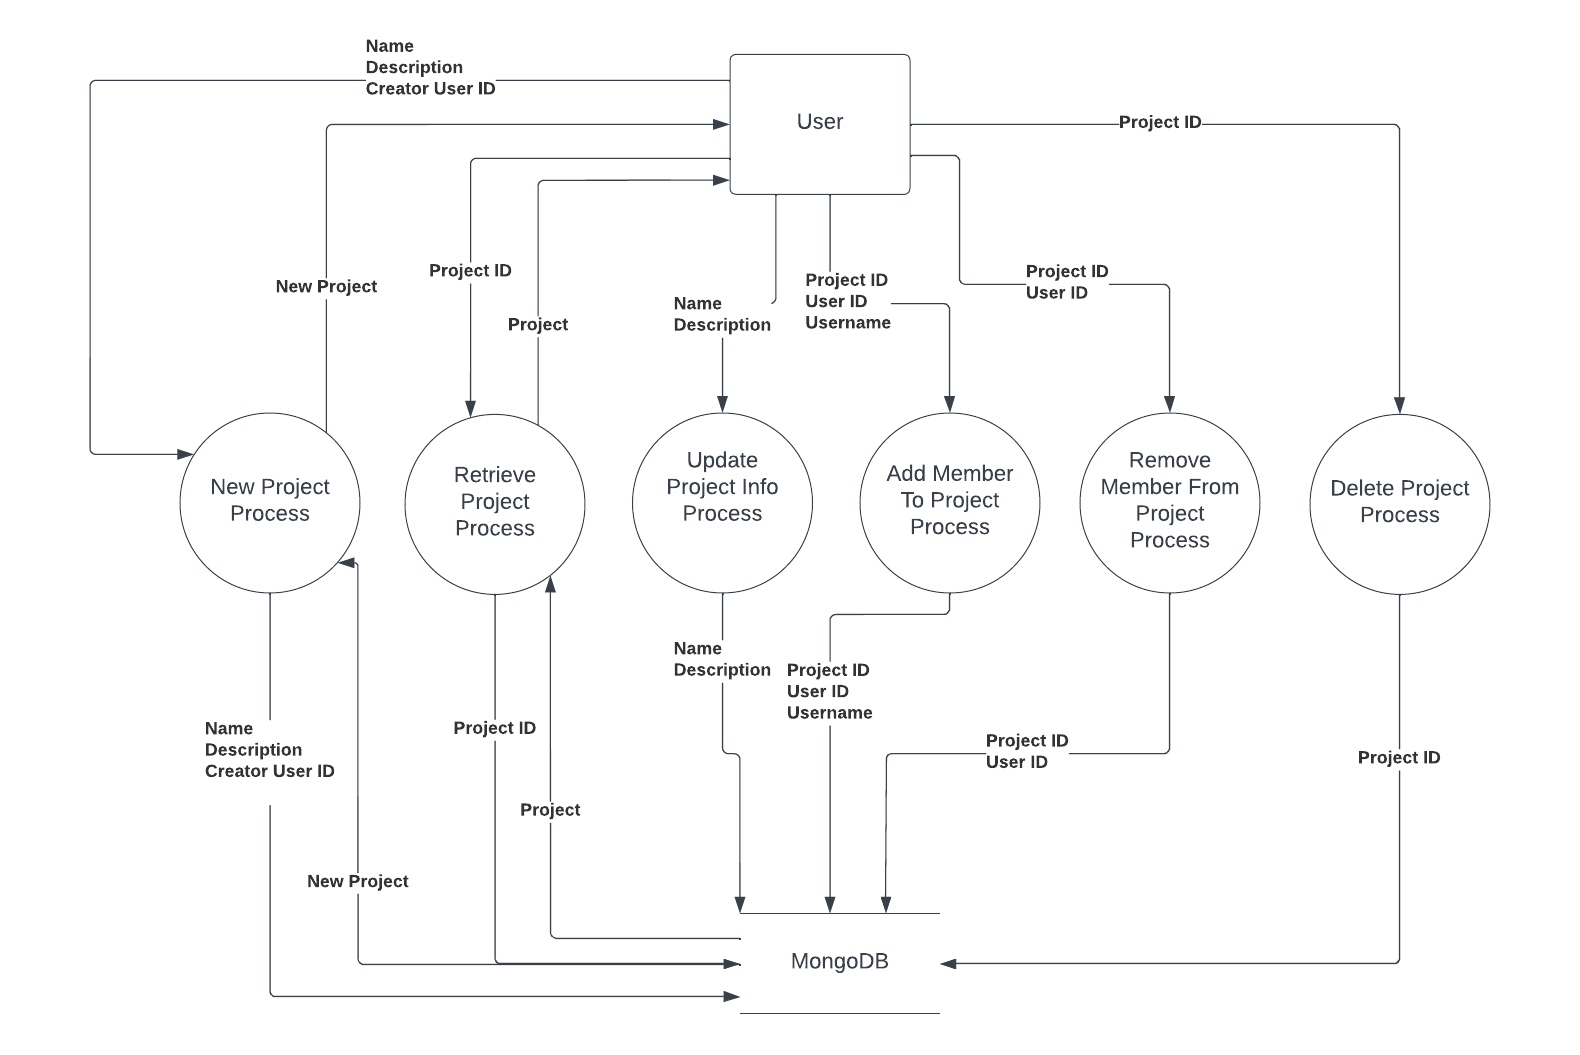 Name
Description
Creator User ID
User
Project ID
Project ID
New Project
Project
Name
Description
Project ID
User ID
Username
Project ID
User ID
New Project
Process
Retrieve
Project
Process
Update
Project Info
Process
Add Member
To Project
Process
Remove
Member From
Project
Process
Delete Project
Process
Name
Description
Creator User ID
New Project
Project ID
Project
Name
Description
Project ID
User ID
Username
Project ID
User ID
Project ID
MongoDB